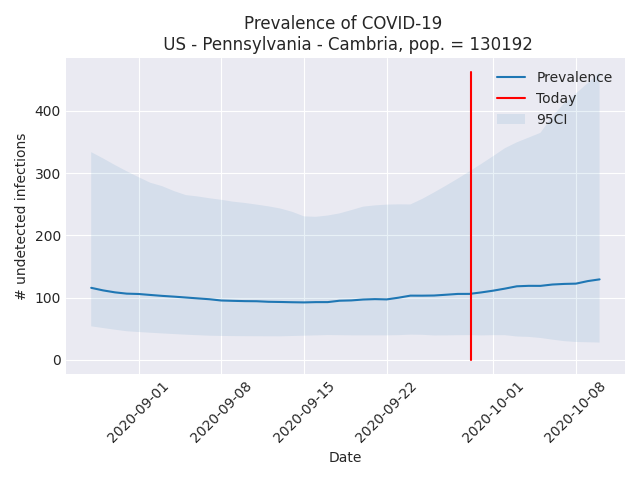 Prevalence of COVID-19
US - Pennsylvania - Cambria, pop. = 130192
Prevalence
Today
95CI
# undetected infections
400
300
200
100
0
2020-09-01
2020-09-08
2020-09-15
2020-09-22
2020-10-01
2020-10-08
Date